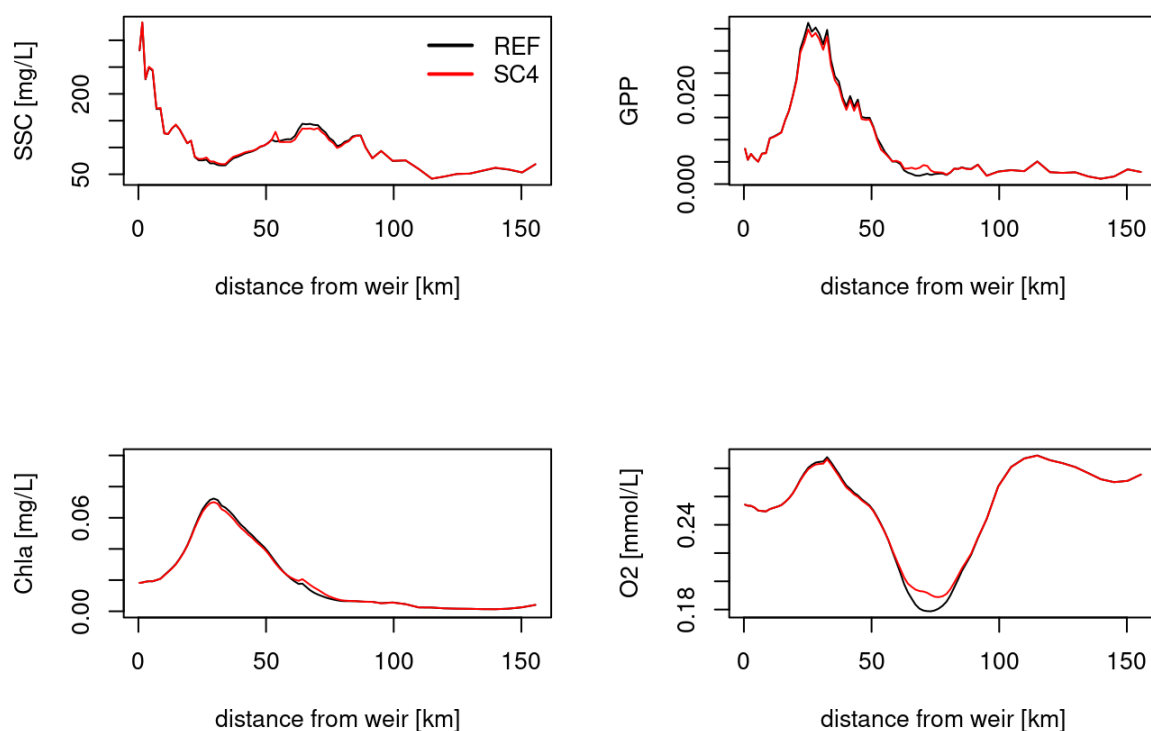 SSC [mg/L]
200
50
REF
SC4
0 50 100 150
distance from weir [km]
GPP
0.020
0.000
0 50 100 150
distance from weir [km]
Chla [mg/L]
0.06
0.00
0 50 100 150
distance from weir [km]
O2 [mmol/L]
0.24
0.18
0 50 100 150
distance from weir [km]